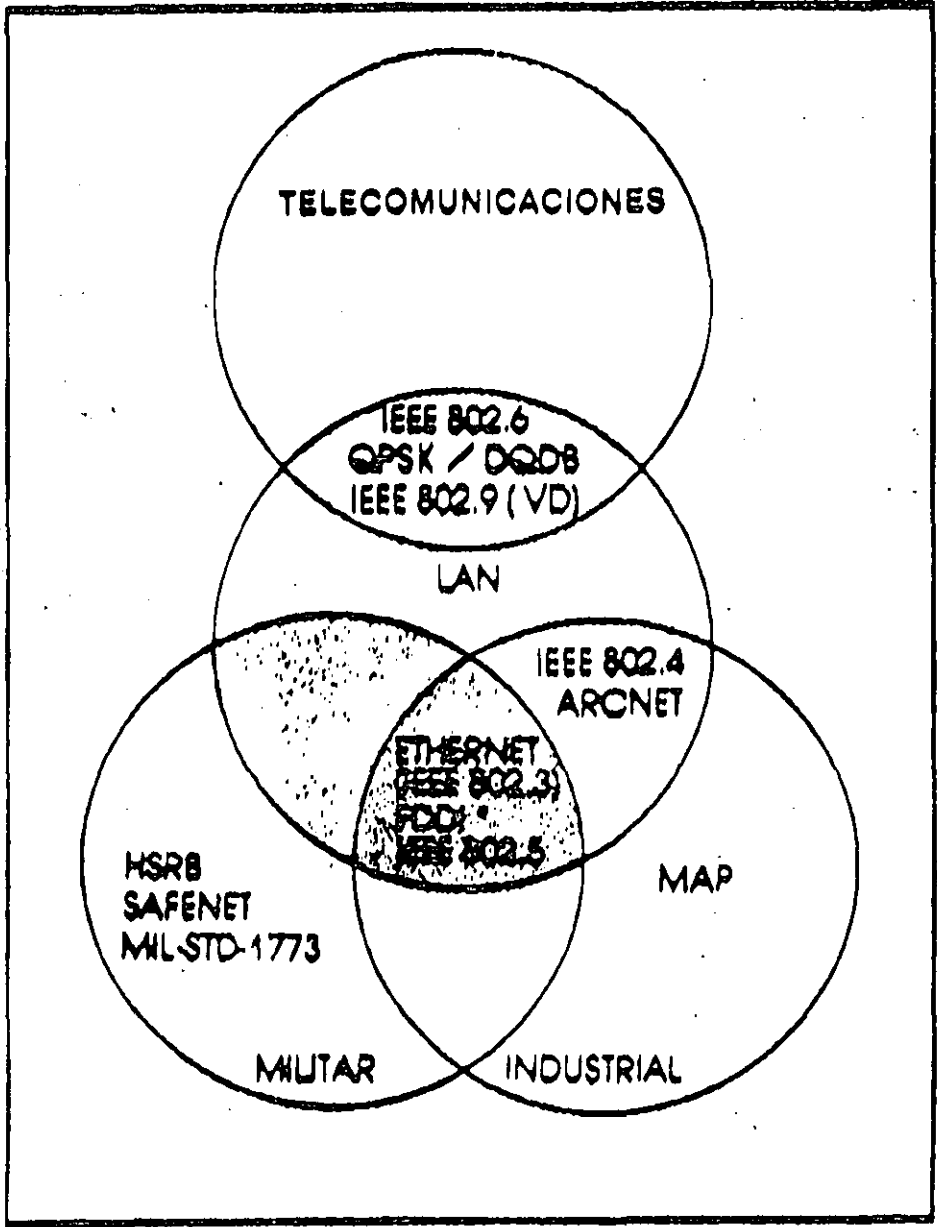 TELECOMUNICACIONES
IEEE 802.6
QPSK / DQDB
IEEE 802.9 ( VD)
LAN
IEEE 802.4
ARCNET
ETHERNET
(IEEE 802.3)
FDDI *
IEEE 802.5
HSRB
SAFENET
MIL-STD-1773
MAP
MILITAR
INDUSTRIAL